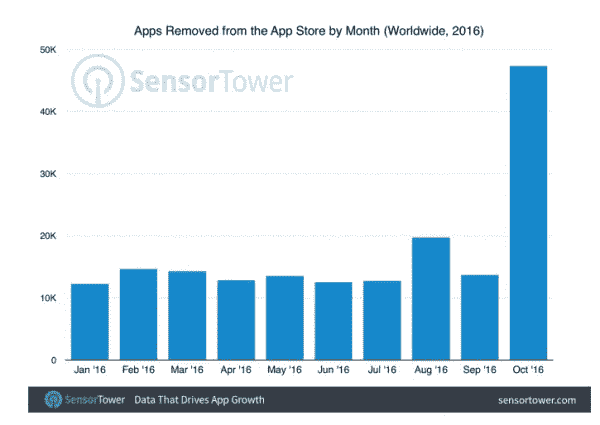 Apps Removed from the App Store by Month (Worldwide, 2016)
SensorTower
50K
40K
30K
20K
10K
0
Jan '16 Feb '16 Mar '16 Apr '16 May '16 Jun '16 Jul '16 Aug '16 Sep '16 Oct '16
SensorTower Data That Drives App Growth sensortower.com